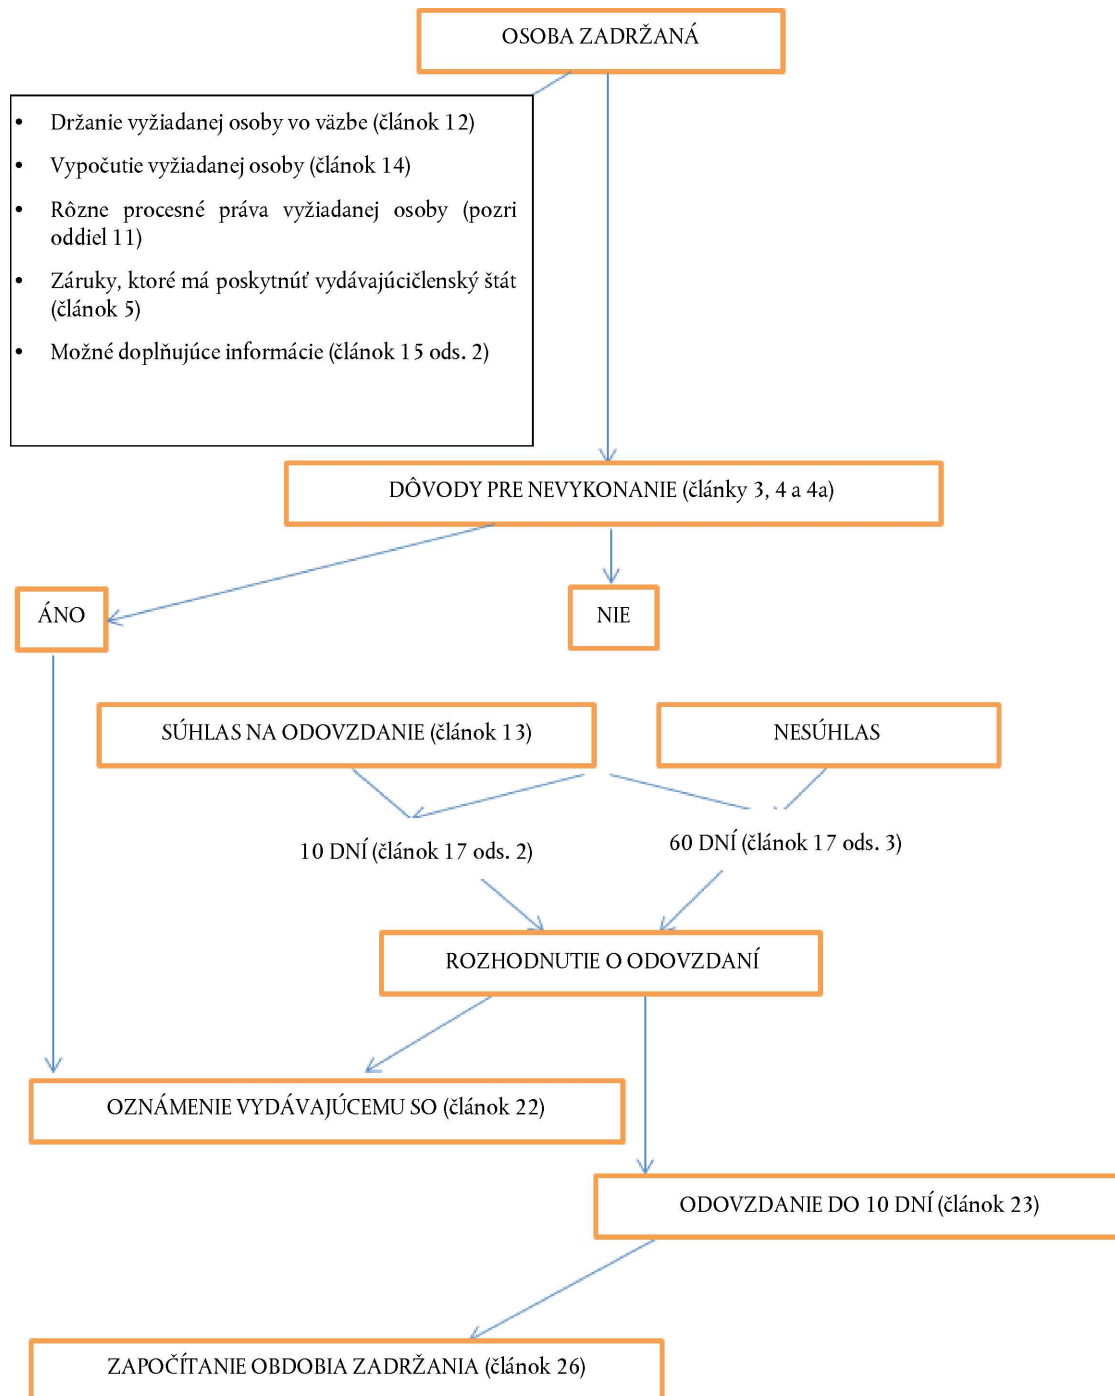 OSOBA ZADRŽANÁ
• Držanie vyžiadanej osoby vo väzbe (článok 12)
• Vypočutie vyžiadanej osoby (článok 14)
• Rôzne procesné práva vyžiadanej osoby (pozri
oddiel 11)
• Záruky, ktoré má poskytnúť vydávajúcičlenský štát
(článok 5)
• Možné doplňujúce informácie (článok 15 ods. 2)
DÔVODY PRE NEVYKONANIE (články 3, 4 a 4a)
ÁNO
NIE
SÚHLAS NA ODOVZDANIE (článok 13)
NESÚHLAS
10 DNÍ (článok 17 ods. 2)
60 DNÍ (článok 17 ods. 3)
ROZHODNUTIE O ODOVZDANÍ
OZNÁMENIE VYDÁVAJÚCEMU SO (článok 22)
ODOVZDANIE DO 10 DNÍ (článok 23)
ZAPOČÍTANIE OBDOBIA ZADRŽANIA (článok 26)